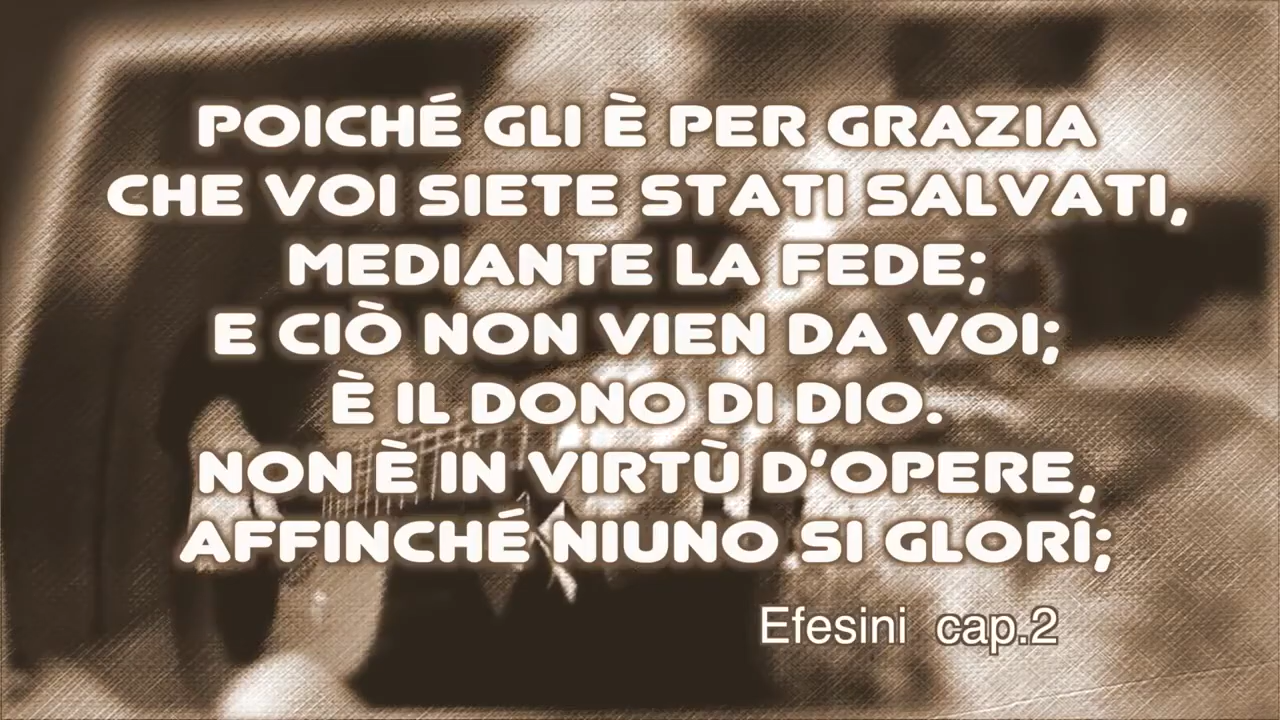 POICHÉ GLI È PER GRAZIA
CHE VOI SIETE STATI SALVATI,
MEDIANTE LA FEDE;
E CIÒ NON VIEN DA VOI;
È IL DONO DI DIO.
NON È IN VIRTÙ D'OPERE,
AFFINCHÉ NIUNO SI GLORÎ;
Efesini cap.2